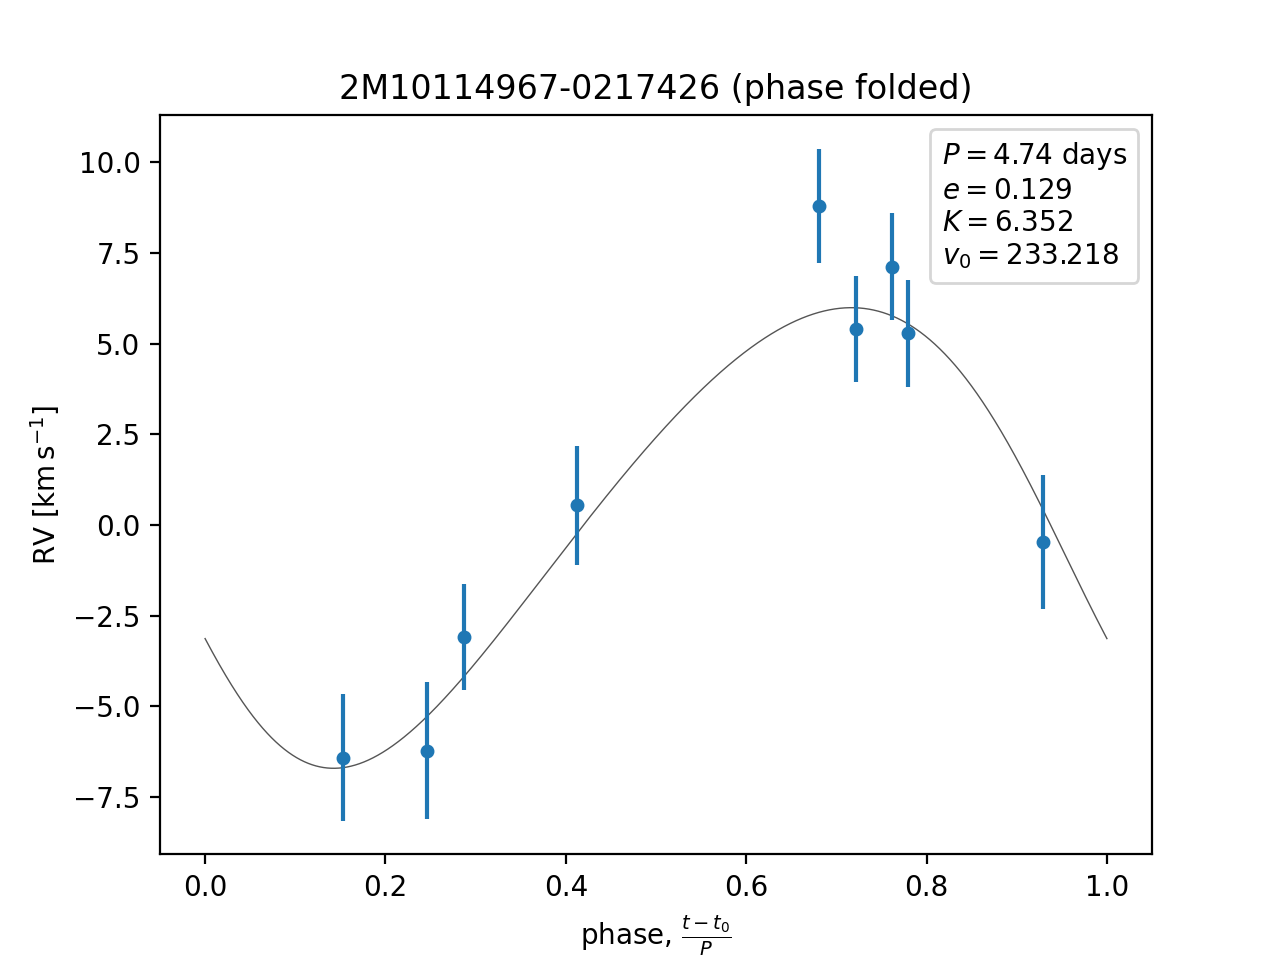 2M10114967-0217426 (phase folded)
P = 4.74 days
e = 0.129
K = 6.352
v₀ = 233.218
10.0
7.5
5.0
2.5
0.0
−2.5
−5.0
−7.5
RV [km s⁻¹]
0.0 0.2 0.4 0.6 0.8 1.0
phase, (t − t₀)/P